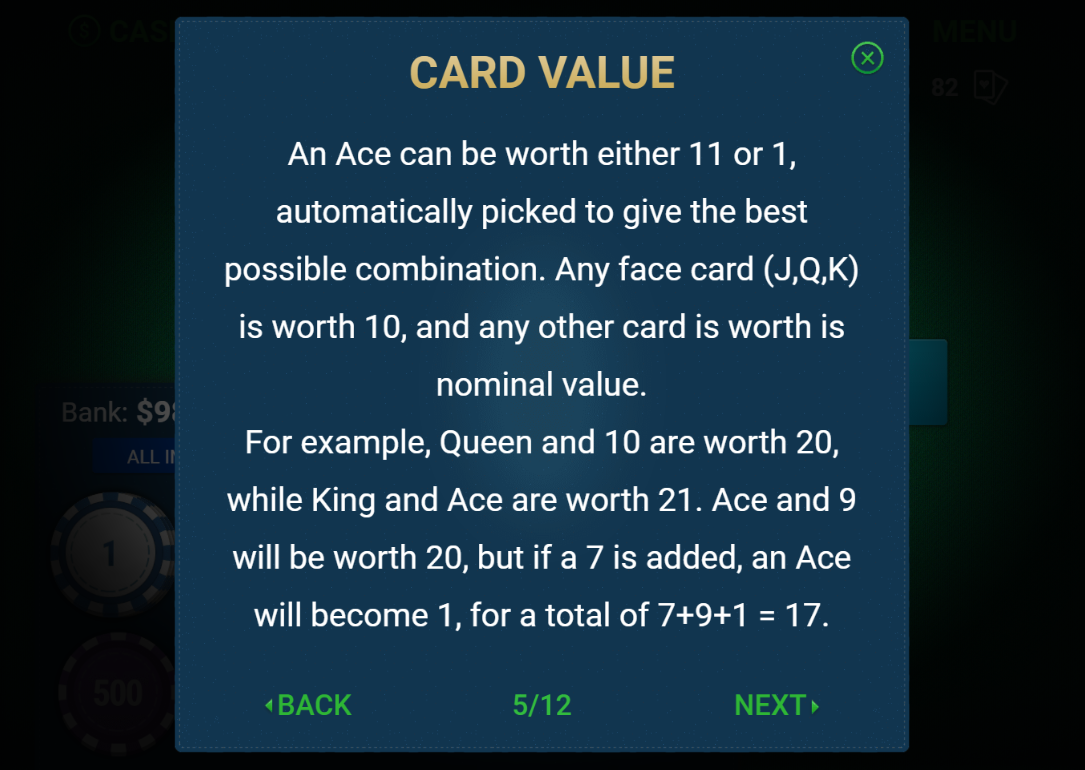 CARD VALUE
MENU
82
An Ace can be worth either 11 or 1,
automatically picked to give the best
possible combination. Any face card (J,Q,K)
is worth 10, and any other card is worth is
nominal value.
For example, Queen and 10 are worth 20,
while King and Ace are worth 21. Ace and 9
will be worth 20, but if a 7 is added, an Ace
will become 1, for a total of 7+9+1 = 17.
Bank:
ALL
1
500
BACK 5/12 NEXT